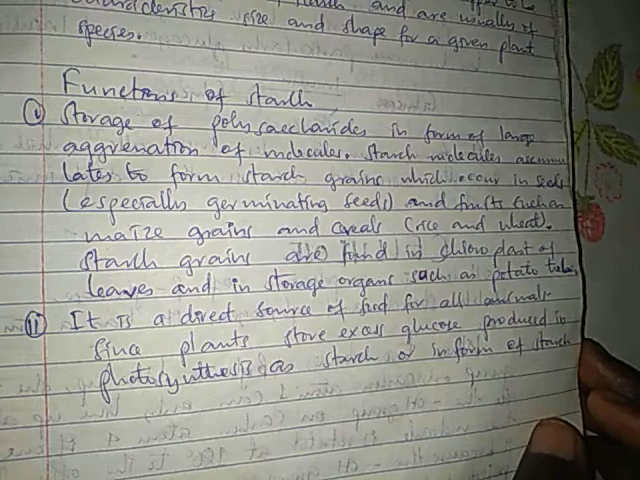 characteristic size and shape for a given plant
species.
Functions of starch
(i) Storage of polysaccharides in form of large
aggregation of molecules. Starch molecules accumu
lates to form starch grains which occur in seeds
(especially germinating seeds) and fruits such as
maize grains and cereals (rice and wheat).
Starch grains are found in chloroplast of
leaves and in storage organs such as potato tuber
(ii) It is a direct source of food for all animals
since plants store excess glucose produced in
photosynthesis as starch or in form of starch